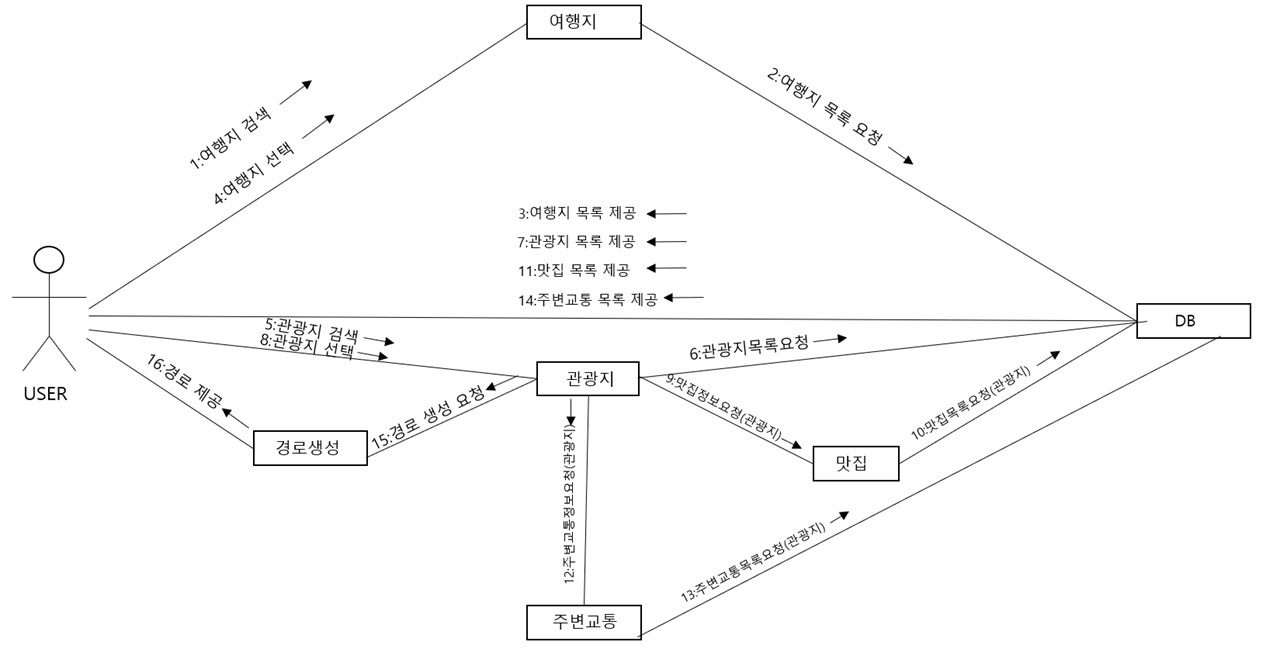 여행지
2:여행지 목록 요청
1:여행지 검색
4:여행지 선택
3:여행지 목록 제공
7:관광지 목록 제공
11:맛집 목록 제공
14:주변교통 목록 제공
DB
5:관광지 검색
8:관광지 선택
6:관광지목록요청
USER
16:경로 제공
관광지
9:맛집정보요청(관광지)
10:맛집목록요청(관광지)
15:경로 생성 요청
경로생성
맛집
12:주변교통정보요청(관광지)
13:주변교통목록요청(관광지)
주변교통